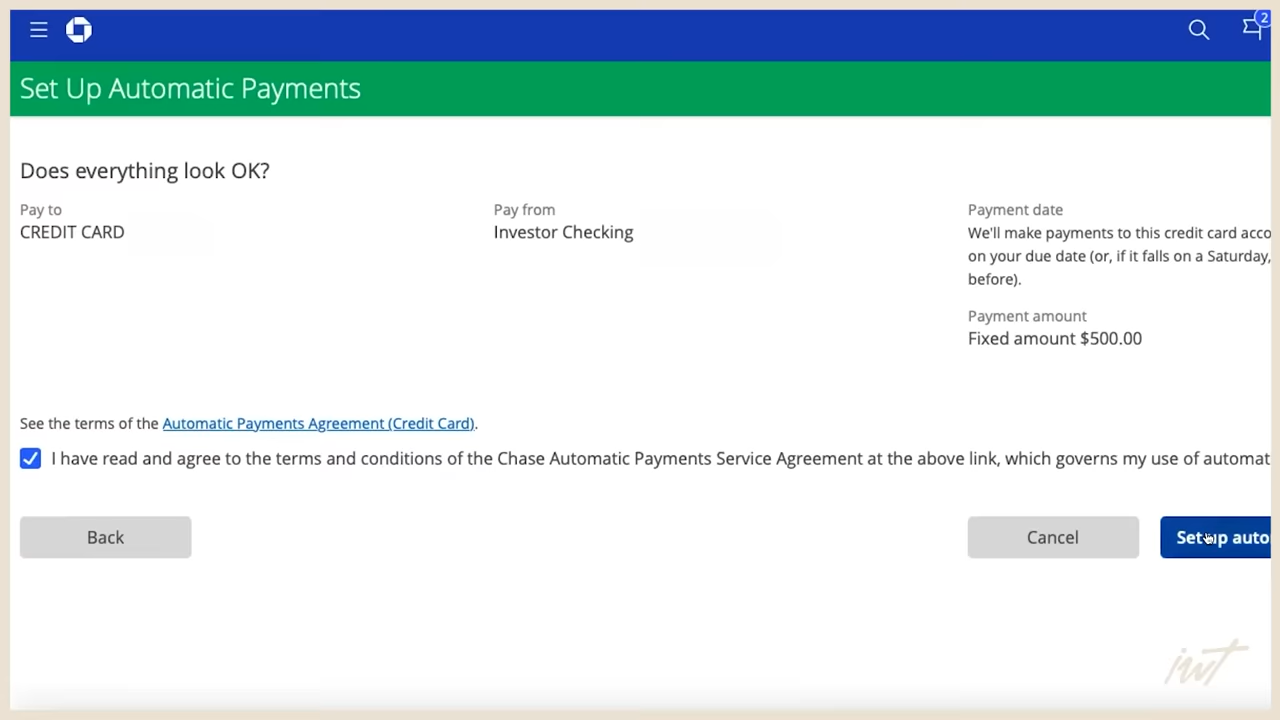 2
Set Up Automatic Payments
Does everything look OK?
Pay to
CREDIT CARD
Pay from
Investor Checking
Payment date
We'll make payments to this credit card acco
on your due date (or, if it falls on a Saturday,
before).
Payment amount
Fixed amount $500.00
See the terms of the Automatic Payments Agreement (Credit Card).
I have read and agree to the terms and conditions of the Chase Automatic Payments Service Agreement at the above link, which governs my use of automat
Back
Cancel
Set up auto
iwt